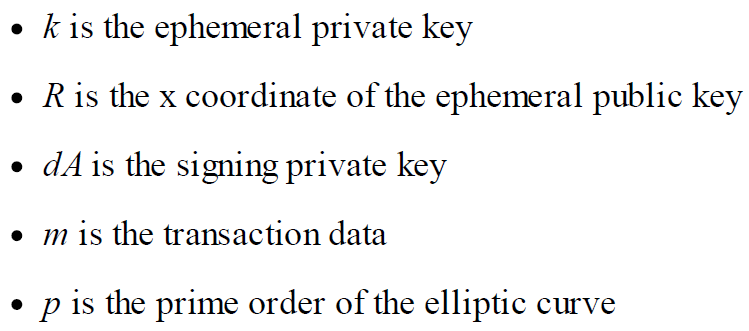 • k is the ephemeral private key
• R is the x coordinate of the ephemeral public key
• dA is the signing private key
• m is the transaction data
• p is the prime order of the elliptic curve